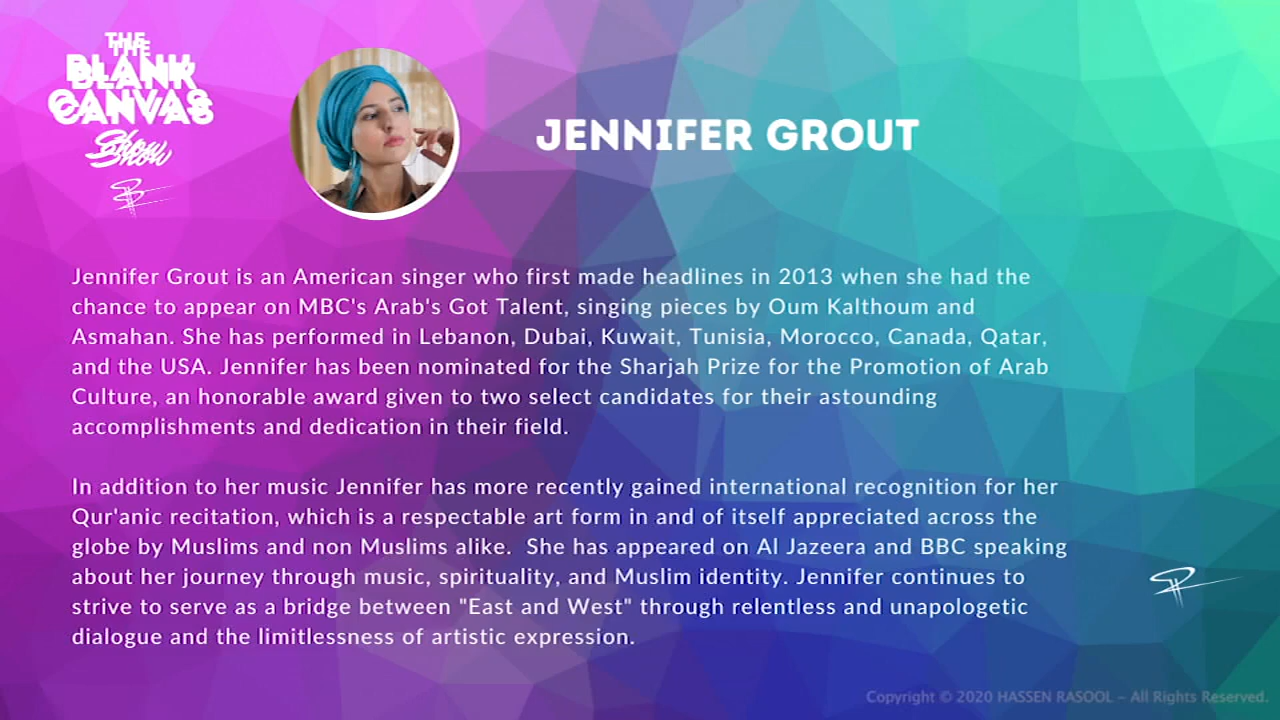 THE
BLANK
CANVAS
Show
JENNIFER GROUT
Jennifer Grout is an American singer who first made headlines in 2013 when she had the
chance to appear on MBC's Arab's Got Talent, singing pieces by Oum Kalthoum and
Asmahan. She has performed in Lebanon, Dubai, Kuwait, Tunisia, Morocco, Canada, Qatar,
and the USA. Jennifer has been nominated for the Sharjah Prize for the Promotion of Arab
Culture, an honorable award given to two select candidates for their astounding
accomplishments and dedication in their field.
In addition to her music Jennifer has more recently gained international recognition for her
Qur'anic recitation, which is a respectable art form in and of itself appreciated across the
globe by Muslims and non Muslims alike.  She has appeared on Al Jazeera and BBC speaking
about her journey through music, spirituality, and Muslim identity. Jennifer continues to
strive to serve as a bridge between "East and West" through relentless and unapologetic
dialogue and the limitlessness of artistic expression.
Copyright © 2020 HASSEN RASOOL – All Rights Reserved.